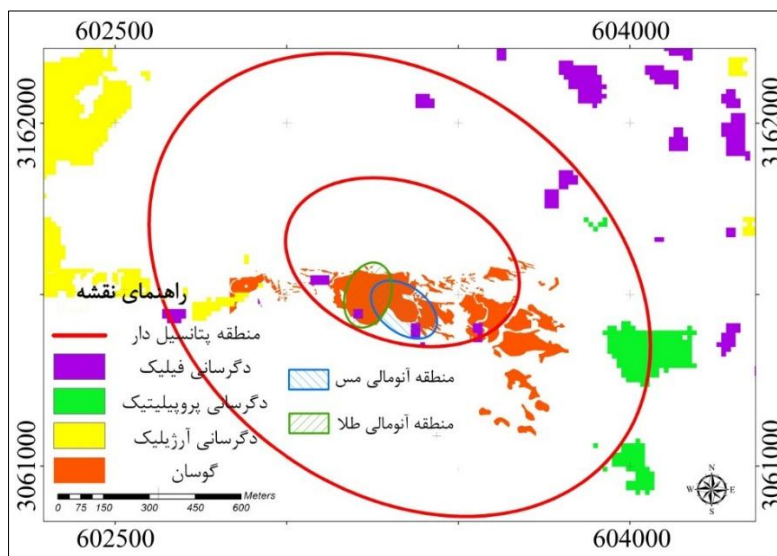 602500 604000
3162000 3162000
راهنمای نقشه
منطقه پتانسیل دار
دگرسانی فیلیک
دگرسانی پروپیلیتیک
دگرسانی آرژیلیک
گوسان
منطقه آنومالی مس
منطقه آنومالی طلا
3061000 3061000
0 75 150 300 450 600 Meters
N
W E
S
602500 604000